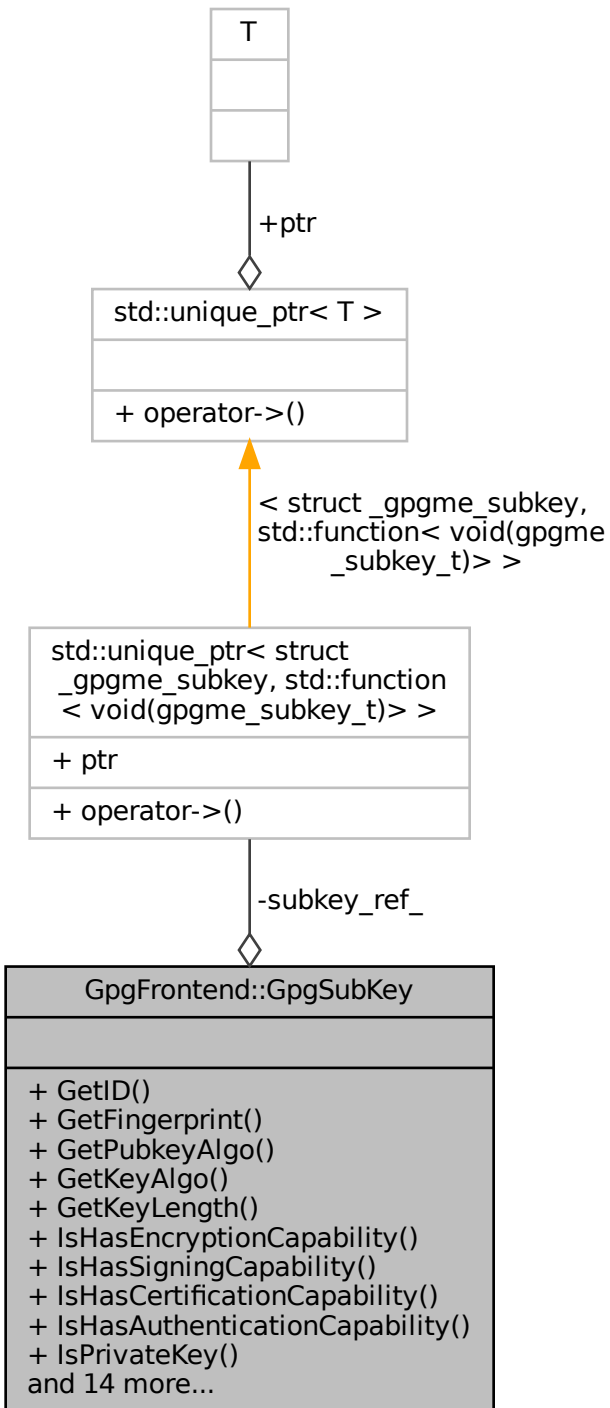 T
+ptr
std::unique_ptr< T >
+ operator->()
< struct _gpgme_subkey,
std::function< void(gpgme
_subkey_t)> >
std::unique_ptr< struct
_gpgme_subkey, std::function
< void(gpgme_subkey_t)> >
+ ptr
+ operator->()
-subkey_ref_
GpgFrontend::GpgSubKey
+ GetID()
+ GetFingerprint()
+ GetPubkeyAlgo()
+ GetKeyAlgo()
+ GetKeyLength()
+ IsHasEncryptionCapability()
+ IsHasSigningCapability()
+ IsHasCertificationCapability()
+ IsHasAuthenticationCapability()
+ IsPrivateKey()
and 14 more...